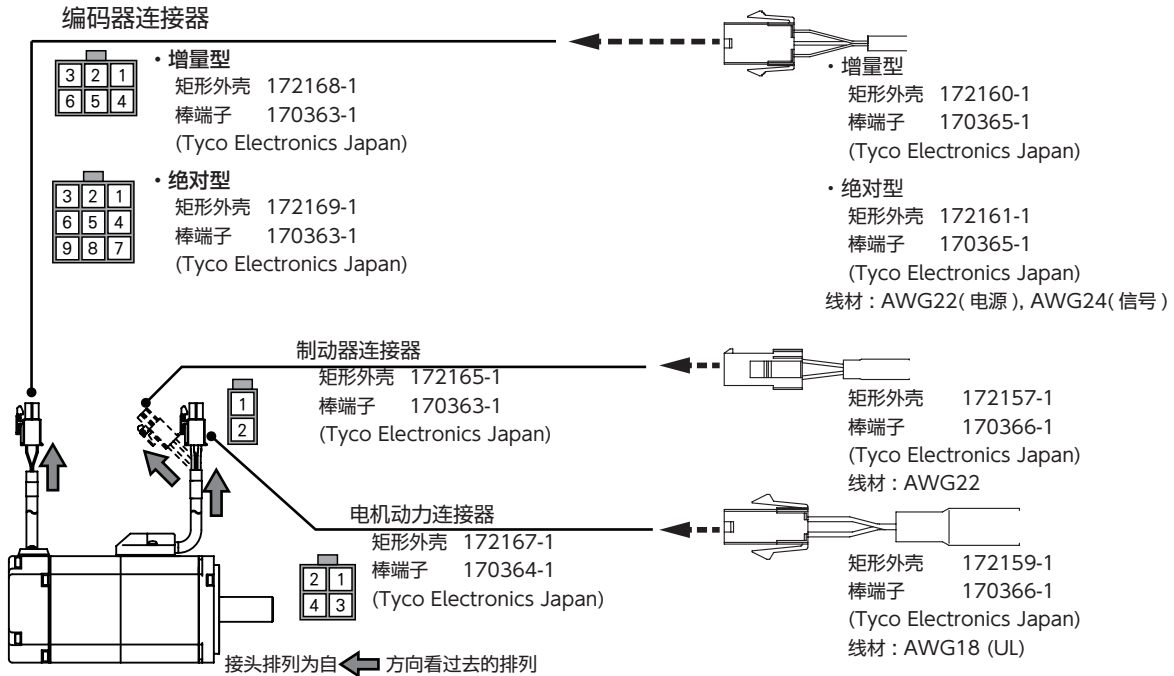 编码器连接器
3 2 1
6 5 4
・增量型
矩形外壳 172168-1
棒端子 170363-1
(Tyco Electronics Japan)
3 2 1
6 5 4
9 8 7
・绝对型
矩形外壳 172169-1
棒端子 170363-1
(Tyco Electronics Japan)
・增量型
矩形外壳 172160-1
棒端子 170365-1
(Tyco Electronics Japan)
・绝对型
矩形外壳 172161-1
棒端子 170365-1
(Tyco Electronics Japan)
线材 : AWG22( 电源 ), AWG24( 信号 )
制动器连接器
1
2
矩形外壳 172165-1
棒端子 170363-1
(Tyco Electronics Japan)
矩形外壳 172157-1
棒端子 170366-1
(Tyco Electronics Japan)
线材 : AWG22
电机动力连接器
2 1
4 3
矩形外壳 172167-1
棒端子 170364-1
(Tyco Electronics Japan)
矩形外壳 172159-1
棒端子 170366-1
(Tyco Electronics Japan)
线材 : AWG18 (UL)
接头排列为自 方向看过去的排列